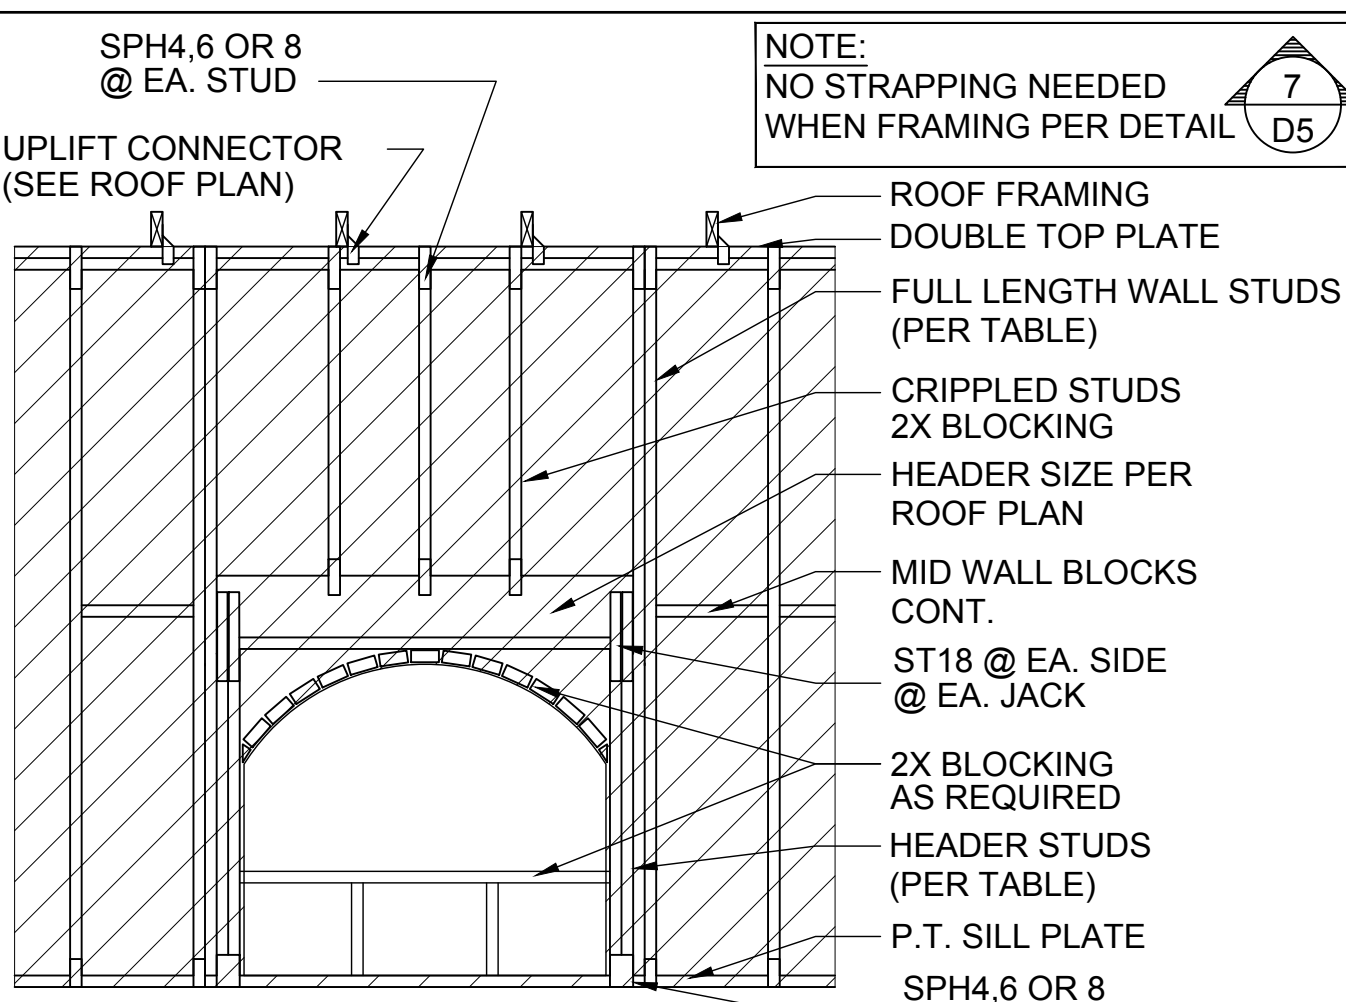 SPH4,6 OR 8
@ EA. STUD
UPLIFT CONNECTOR
(SEE ROOF PLAN)
NOTE:
NO STRAPPING NEEDED
WHEN FRAMING PER DETAIL
7
D5
ROOF FRAMING
DOUBLE TOP PLATE
FULL LENGTH WALL STUDS
(PER TABLE)
CRIPPLED STUDS
2X BLOCKING
HEADER SIZE PER
ROOF PLAN
MID WALL BLOCKS
CONT.
ST18 @ EA. SIDE
@ EA. JACK
2X BLOCKING
AS REQUIRED
HEADER STUDS
(PER TABLE)
P.T. SILL PLATE
SPH4,6 OR 8